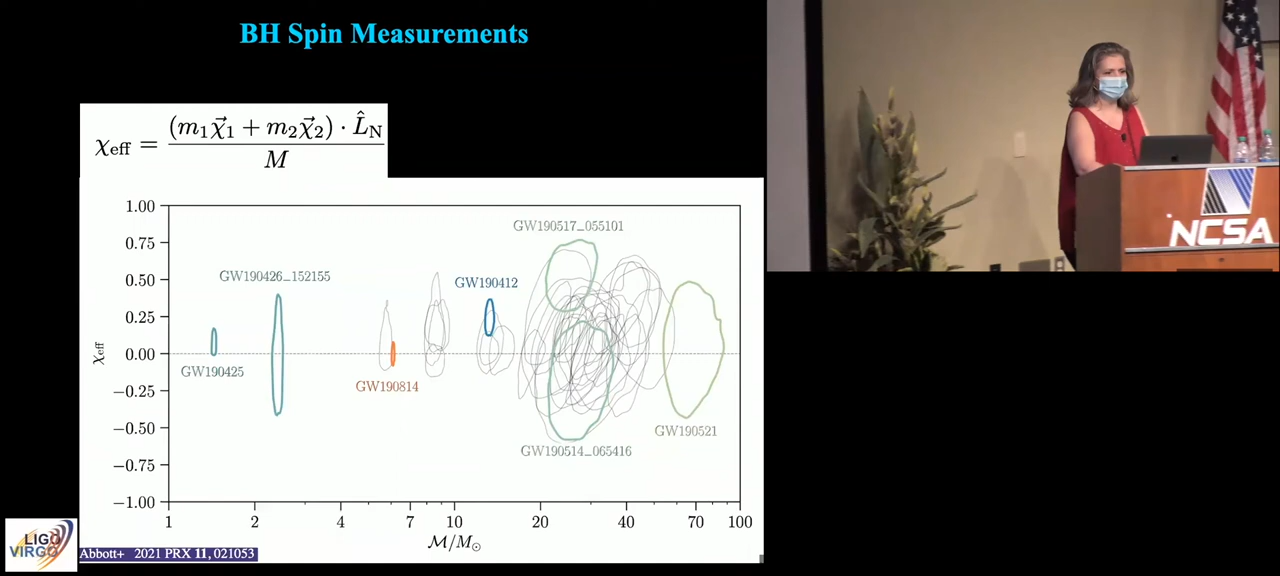 BH Spin Measurements
χeff = (m₁χ⃗₁ + m₂χ⃗₂) · L̂N / M
1.00
0.75
0.50
0.25
0.00
−0.25
−0.50
−0.75
−1.00
χeff
GW190517_055101
GW190426_152155
GW190412
GW190425
GW190814
GW190521
GW190514_065416
1 2 4 7 10 20 40 70 100
ℳ/M⊙
LIGO
VIRGO
Abbott+ 2021 PRX 11, 021053
NCSA